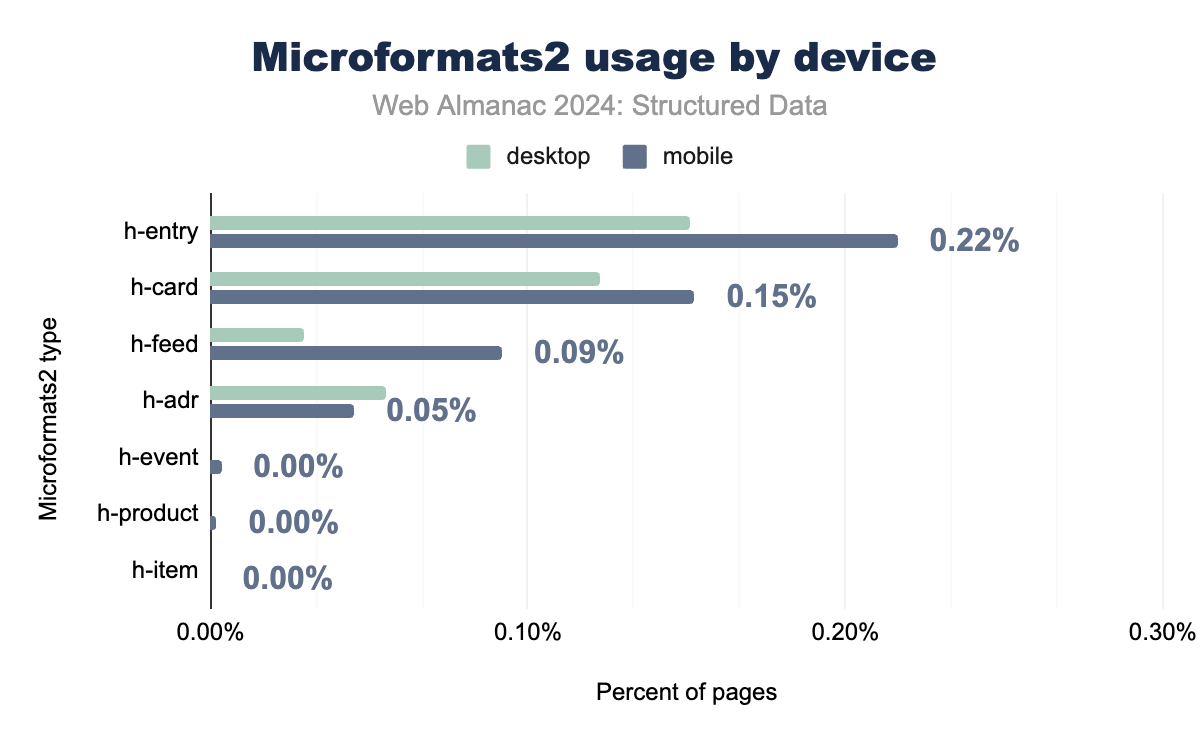 Microformats2 usage by device
Web Almanac 2024: Structured Data
desktop mobile
Microformats2 type
h-entry 0.22%
h-card 0.15%
h-feed 0.09%
h-adr 0.05%
h-event 0.00%
h-product 0.00%
h-item 0.00%
0.00% 0.10% 0.20% 0.30%
Percent of pages